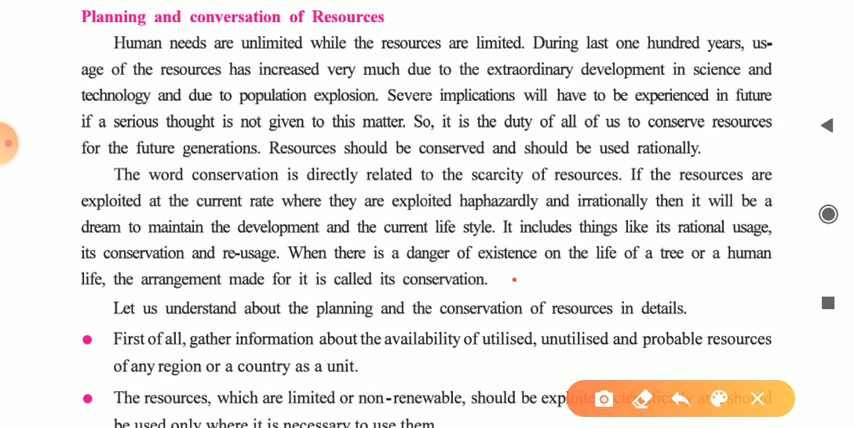 Planning and conversation of Resources
Human needs are unlimited while the resources are limited. During last one hundred years, us-
age of the resources has increased very much due to the extraordinary development in science and
technology and due to population explosion. Severe implications will have to be experienced in future
if a serious thought is not given to this matter. So, it is the duty of all of us to conserve resources
for the future generations. Resources should be conserved and should be used rationally.
The word conservation is directly related to the scarcity of resources. If the resources are
exploited at the current rate where they are exploited haphazardly and irrationally then it will be a
dream to maintain the development and the current life style. It includes things like its rational usage,
its conservation and re-usage. When there is a danger of existence on the life of a tree or a human
life, the arrangement made for it is called its conservation.
Let us understand about the planning and the conservation of resources in details.
• First of all, gather information about the availability of utilised, unutilised and probable resources
of any region or a country as a unit.
• The resources, which are limited or non-renewable, should be
be used only where it is necessary to use them